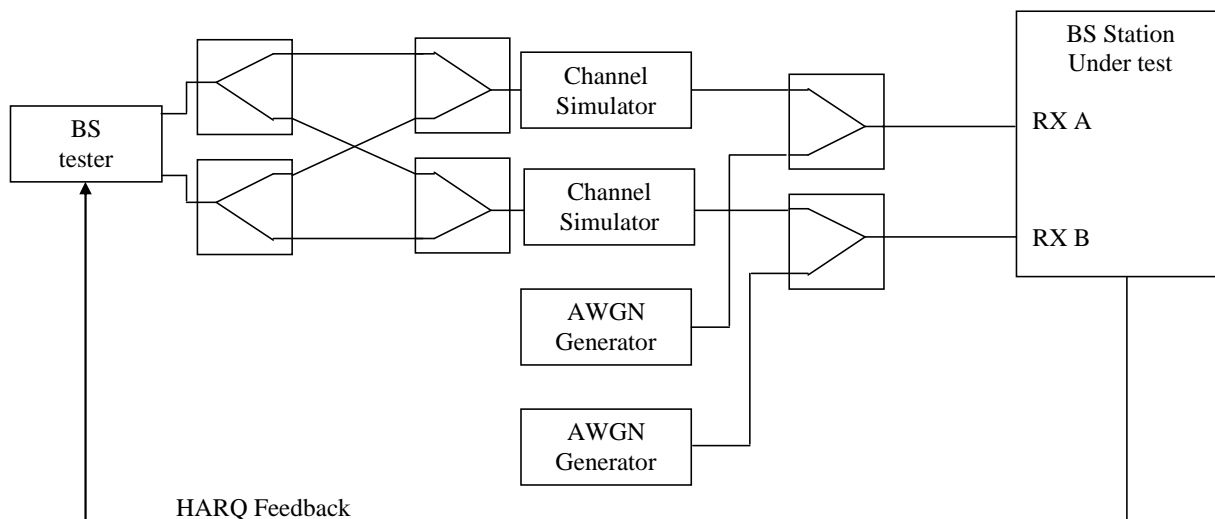 BS Station
Under test
Channel
Simulator
BS
tester
RX A
Channel
Simulator
RX B
AWGN
Generator
AWGN
Generator
HARQ Feedback